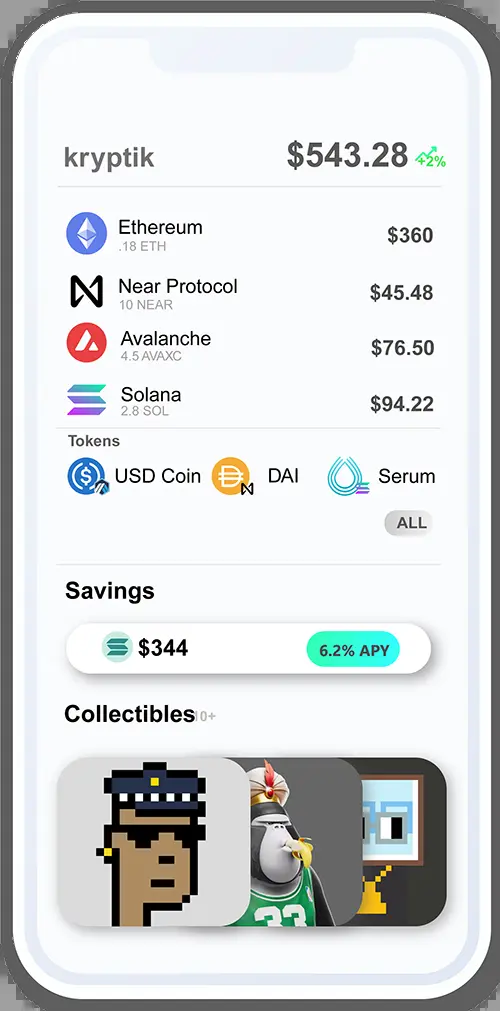 kryptik $543.28 +2%
Ethereum $360
.18 ETH
Near Protocol $45.48
10 NEAR
Avalanche $76.50
4.5 AVAXC
Solana $94.22
2.8 SOL
Tokens
USD Coin DAI Serum
ALL
Savings
$344 6.2% APY
Collectibles 10+
33